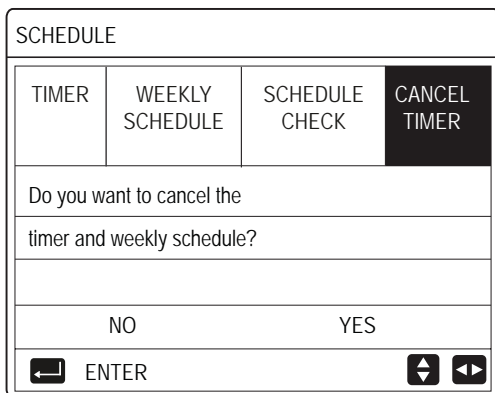 SCHEDULE
TIMER
WEEKLY
SCHEDULE
SCHEDULE
CHECK
CANCEL
TIMER
Do you want to cancel the
timer and weekly schedule?
NO YES
ENTER